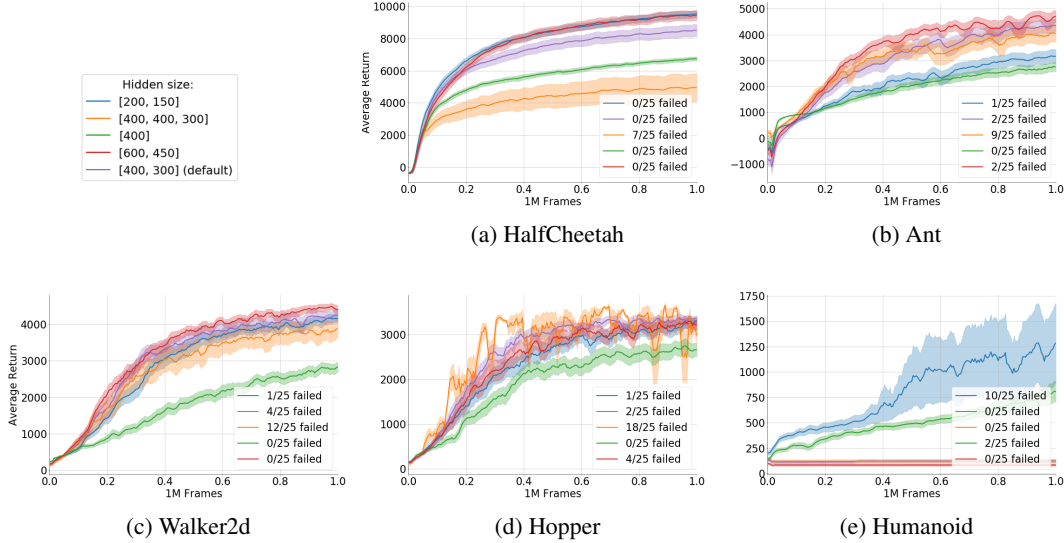 Hidden size:
[200, 150]
[400, 400, 300]
[400]
[600, 450]
[400, 300] (default)
Average Return
10000
8000
6000
4000
2000
0
0/25 failed
0/25 failed
7/25 failed
0/25 failed
0/25 failed
0.0 0.2 0.4 0.6 0.8 1.0
1M Frames
(a) HalfCheetah
5000
4000
3000
2000
1000
0
−1000
1/25 failed
2/25 failed
9/25 failed
0/25 failed
2/25 failed
0.0 0.2 0.4 0.6 0.8 1.0
1M Frames
(b) Ant
Average Return
4000
3000
2000
1000
0
1/25 failed
4/25 failed
12/25 failed
0/25 failed
0/25 failed
0.0 0.2 0.4 0.6 0.8 1.0
1M Frames
(c) Walker2d
3000
2000
1000
0
1/25 failed
2/25 failed
18/25 failed
0/25 failed
4/25 failed
0.0 0.2 0.4 0.6 0.8 1.0
1M Frames
(d) Hopper
1750
1500
1250
1000
750
500
250
0
10/25 failed
0/25 failed
0/25 failed
2/25 failed
0/25 failed
0.0 0.2 0.4 0.6 0.8 1.0
1M Frames
(e) Humanoid